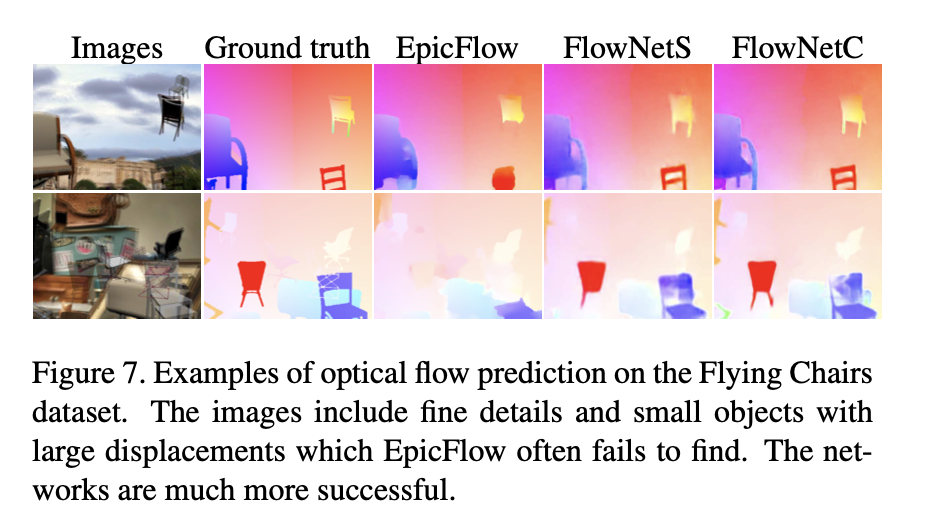 Images Ground truth EpicFlow FlowNetS FlowNetC
Figure 7. Examples of optical flow prediction on the Flying Chairs
dataset. The images include fine details and small objects with
large displacements which EpicFlow often fails to find. The net-
works are much more successful.